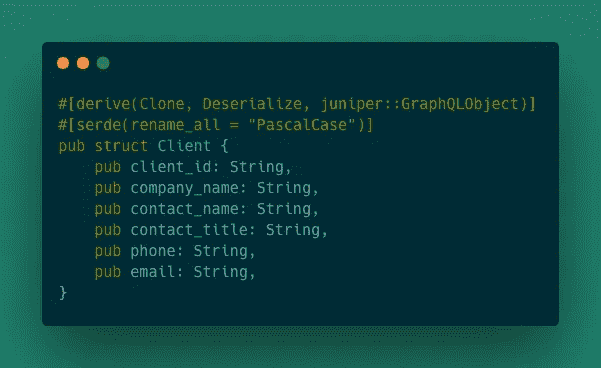 #[derive(Clone, Deserialize, juniper::GraphQLObject)]
#[serde(rename_all = "PascalCase")]
pub struct Client {
    pub client_id: String,
    pub company_name: String,
    pub contact_name: String,
    pub contact_title: String,
    pub phone: String,
    pub email: String,
}